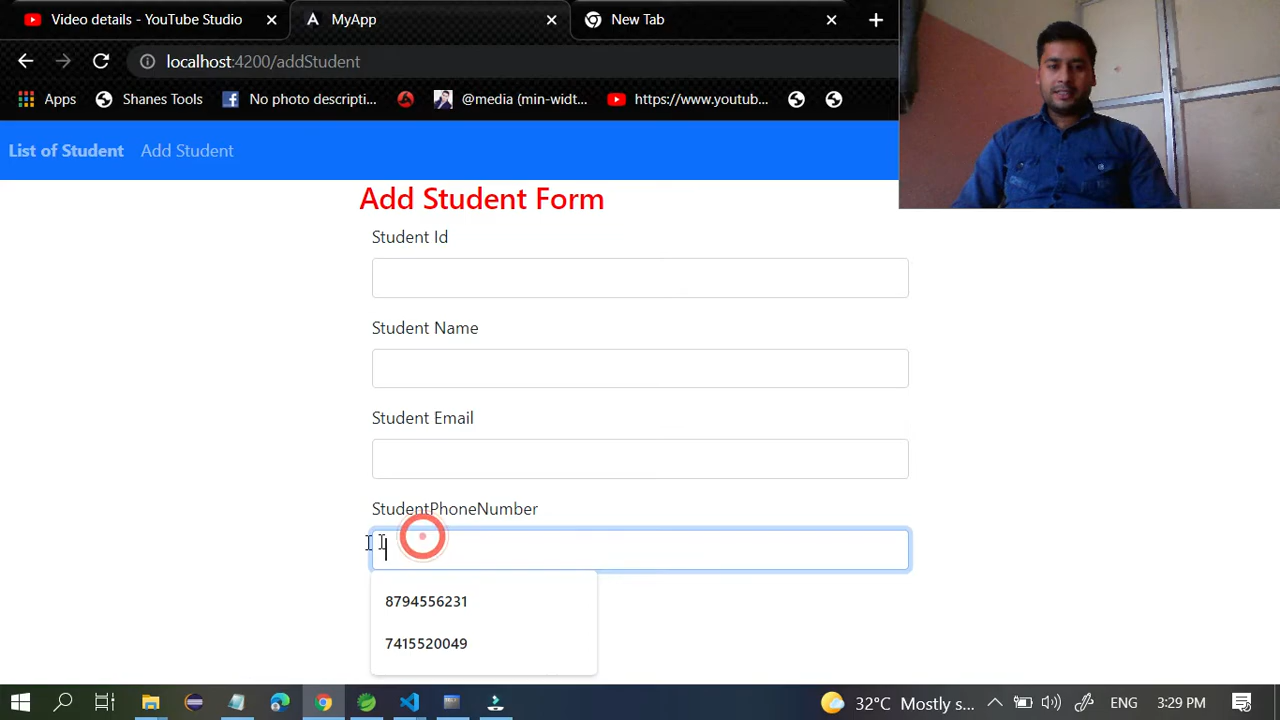 Video details - YouTube Studio
MyApp
New Tab
localhost:4200/addStudent
Apps
Shanes Tools
No photo descripti...
@media (min-widt...
https://www.youtub...
List of Student
Add Student
Add Student Form
Student Id
Student Name
Student Email
StudentPhoneNumber
8794556231
7415520049
32°C Mostly s...
ENG
3:29 PM